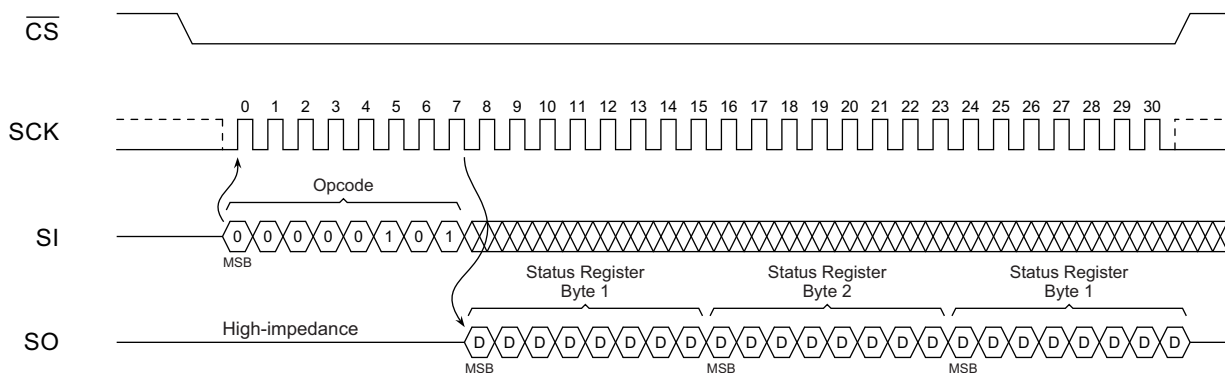 CS
SCK
0 1 2 3 4 5 6 7 8 9 10 11 12 13 14 15 16 17 18 19 20 21 22 23 24 25 26 27 28 29 30
Opcode
SI
0 0 0 0 0 1 0 1
MSB
Status Register
Byte 1
Status Register
Byte 2
Status Register
Byte 1
High-impedance
SO
D D D D D D D D D D D D D D D D D D D D D D D D
MSB MSB MSB